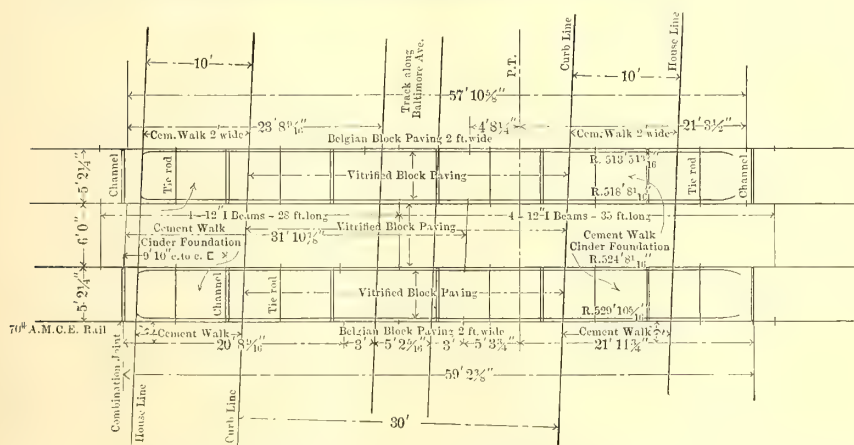 10'
Track along
Baltimore Ave.
P.T.
Curb Line
10'
House Line
57' 10⅝"
23' 8 9/16"
4' 8¼"
21' 3½"
Cem. Walk 2 wide
Belgian Block Paving 2 ft. wide
Cem. Walk 2 wide
5' 2¼"
Channel
Tie rod
Vitrified Block Paving
R. 513' 5 13/16"
R. 518' 8 1/16"
Tie rod
Channel
6' 0"
4 - 12" I Beams - 28 ft. long
4 - 12" I Beams - 35 ft. long
Cement Walk
Cinder Foundation
Vitrified Block Paving
31' 10⅞"
Cement Walk
Cinder Foundation
9' 10" c. to c.
R. 524' 8 1/16"
5' 2¼"
Channel
Tie rod
Vitrified Block Paving
R. 529' 10 5/16"
A.M.C.E. Rail
Cement Walk
Belgian Block Paving 2 ft. wide
Cement Walk
20' 8 9/16"
3'
5' 2 5/16"
3'
5' 3¾"
21' 11¾"
Combination Joint
House Line
Curb Line
59' 2⅜"
30'